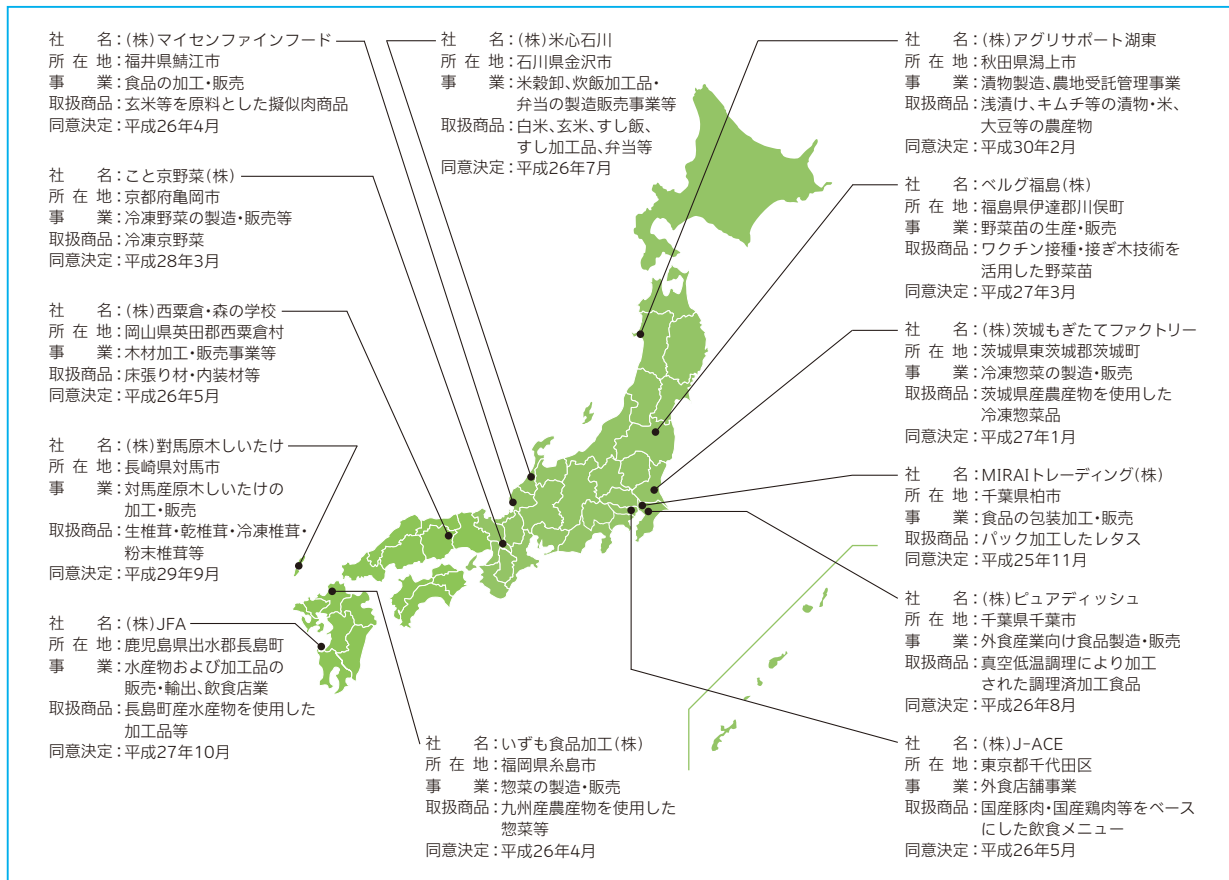 社名：(株)マイセンファインフード
所在地：福井県鯖江市
事業：食品の加工・販売
取扱商品：玄米等を原料とした擬似肉商品
同意決定：平成26年4月
社名：こと京野菜(株)
所在地：京都府亀岡市
事業：冷凍野菜の製造・販売等
取扱商品：冷凍京野菜
同意決定：平成28年3月
社名：(株)西粟倉・森の学校
所在地：岡山県英田郡西粟倉村
事業：木材加工・販売事業等
取扱商品：床張り材・内装材等
同意決定：平成26年5月
社名：(株)對馬原木しいたけ
所在地：長崎県対馬市
事業：対馬産原木しいたけの
加工・販売
取扱商品：生椎茸・乾椎茸・冷凍椎茸・
粉末椎茸等
同意決定：平成29年9月
社名：(株)JFA
所在地：鹿児島県出水郡長島町
事業：水産物および加工品の
販売・輸出、飲食店業
取扱商品：長島町産水産物を使用した
加工品等
同意決定：平成27年10月
社名：(株)米心石川
所在地：石川県金沢市
事業：米穀卸、炊飯加工品・
弁当の製造販売事業等
取扱商品：白米、玄米、すし飯、
すし加工品、弁当等
同意決定：平成26年7月
社名：いずも食品加工(株)
所在地：福岡県糸島市
事業：惣菜の製造・販売
取扱商品：九州産農産物を使用した
惣菜等
同意決定：平成26年4月
社名：(株)アグリサポート湖東
所在地：秋田県潟上市
事業：漬物製造、農地受託管理事業
取扱商品：浅漬け、キムチ等の漬物・米、
大豆等の農産物
同意決定：平成30年2月
社名：ベルグ福島(株)
所在地：福島県伊達郡川俣町
事業：野菜苗の生産・販売
取扱商品：ワクチン接種・接ぎ木技術を
活用した野菜苗
同意決定：平成27年3月
社名：(株)茨城もぎたてファクトリー
所在地：茨城県東茨城郡茨城町
事業：冷凍惣菜の製造・販売
取扱商品：茨城県産農産物を使用した
冷凍惣菜品
同意決定：平成27年1月
社名：MIRAIトレーディング(株)
所在地：千葉県柏市
事業：食品の包装加工・販売
取扱商品：パック加工したレタス
同意決定：平成25年11月
社名：(株)ピュアディッシュ
所在地：千葉県千葉市
事業：外食産業向け食品製造・販売
取扱商品：真空低温調理により加工
された調理済加工食品
同意決定：平成26年8月
社名：(株)J-ACE
所在地：東京都千代田区
事業：外食店舗事業
取扱商品：国産豚肉・国産鶏肉等をベース
にした飲食メニュー
同意決定：平成26年5月